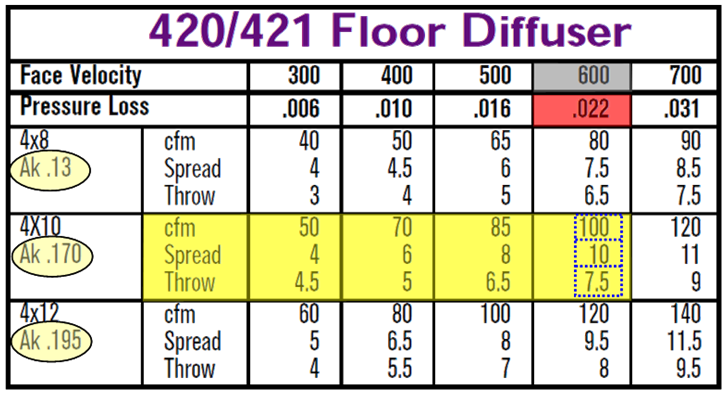 420/421 Floor Diffuser
Face Velocity 300 400 500 600 700
Pressure Loss .006 .010 .016 .022 .031
4x8 cfm 40 50 65 80 90
Ak .13 Spread 4 4.5 6 7.5 8.5
Throw 3 4 5 6.5 7.5
4X10 cfm 50 70 85 100 120
Ak .170 Spread 4 6 8 10 11
Throw 4.5 5 6.5 7.5 9
4x12 cfm 60 80 100 120 140
Ak .195 Spread 5 6.5 8 9.5 11.5
Throw 4 5.5 7 8 9.5